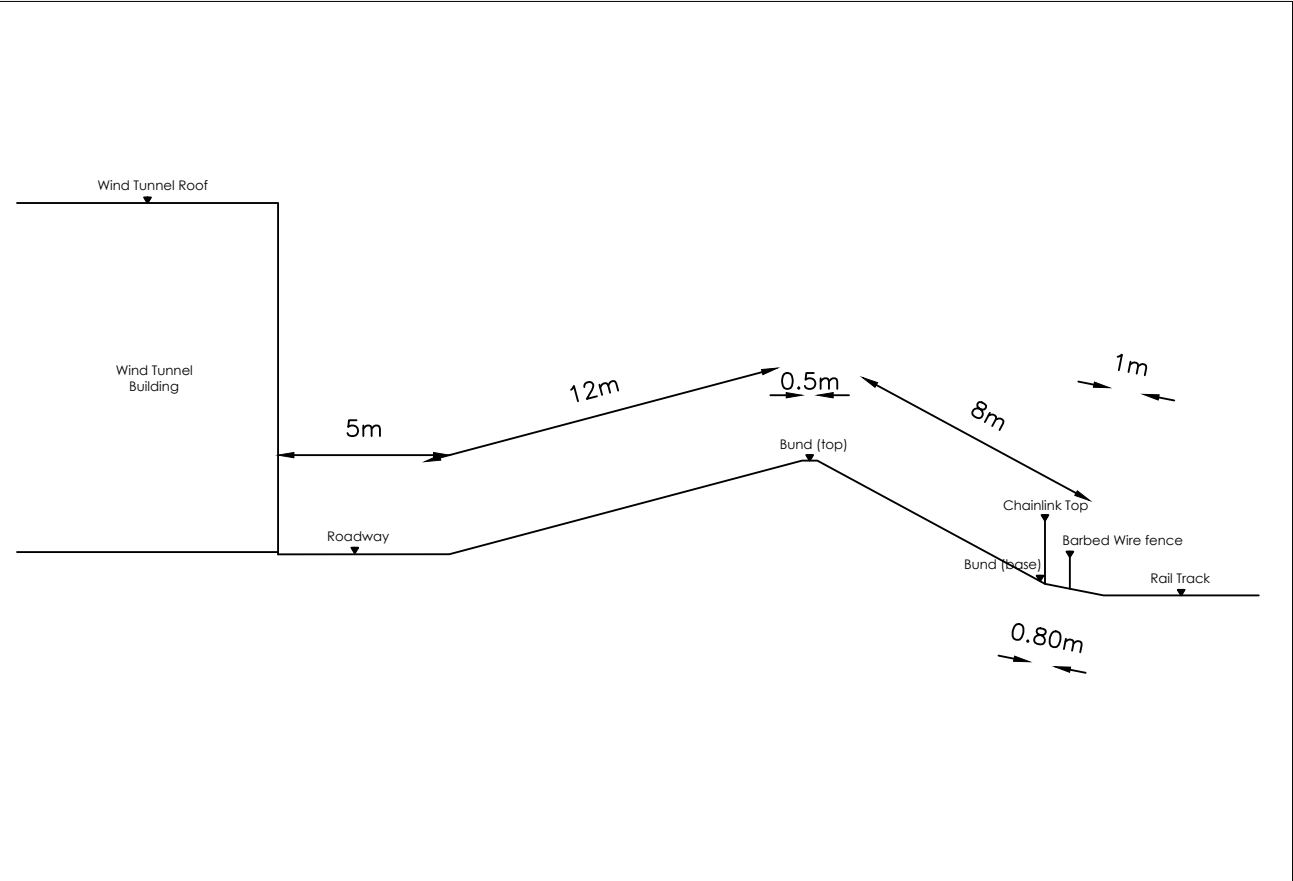 Wind Tunnel Roof
Wind Tunnel
Building
5m
12m
0.5m
8m
1m
Bund (top)
Roadway
Chainlink Top
Barbed Wire fence
Bund (base)
Rail Track
0.80m